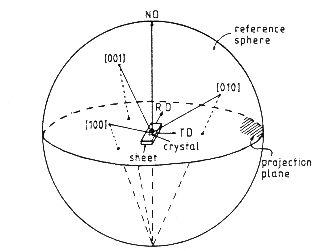 ND
reference
sphere
[001]
[010]
RD
[100]
TD
crystal
sheet
projection
plane